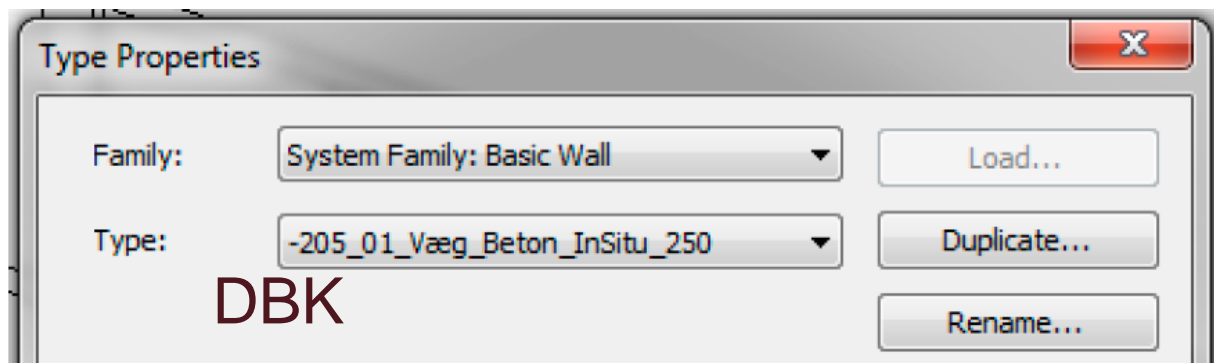 Type Properties
Family: System Family: Basic Wall Load...
Type: -205_01_Væg_Beton_InSitu_250 Duplicate...
DBK
Rename...